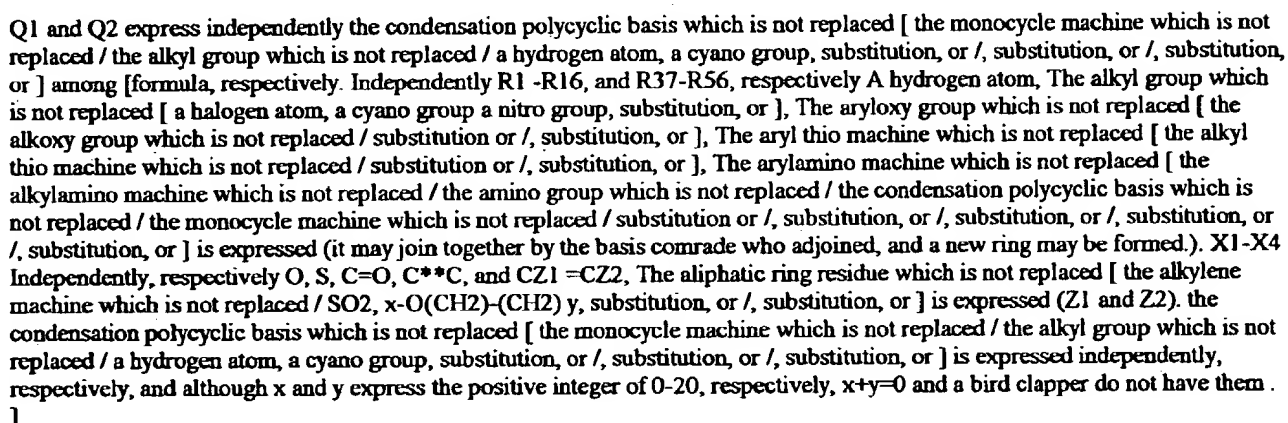 Q1 and Q2 express independently the condensation polycyclic basis which is not replaced [ the monocycle machine which is not
replaced / the alkyl group which is not replaced / a hydrogen atom, a cyano group, substitution, or /, substitution, or /, substitution,
or ] among [formula, respectively. Independently R1 -R16, and R37-R56, respectively A hydrogen atom, The alkyl group which
is not replaced [ a halogen atom, a cyano group a nitro group, substitution, or ], The aryloxy group which is not replaced [ the
alkoxy group which is not replaced / substitution or /, substitution, or ], The aryl thio machine which is not replaced [ the alkyl
thio machine which is not replaced / substitution or /, substitution, or ], The arylamino machine which is not replaced [ the
alkylamino machine which is not replaced / the amino group which is not replaced / the condensation polycyclic basis which is
not replaced / the monocycle machine which is not replaced / substitution or /, substitution, or /, substitution, or /, substitution, or
/, substitution, or ] is expressed (it may join together by the basis comrade who adjoined, and a new ring may be formed.). X1-X4
Independently, respectively O, S, C=O, C**C, and CZ1 =CZ2, The aliphatic ring residue which is not replaced [ the alkylene
machine which is not replaced / SO2, x-O(CH2)-(CH2) y, substitution, or /, substitution, or ] is expressed (Z1 and Z2). the
condensation polycyclic basis which is not replaced [ the monocycle machine which is not replaced / the alkyl group which is not
replaced / a hydrogen atom, a cyano group, substitution, or /, substitution, or /, substitution, or ] is expressed independently,
respectively, and although x and y express the positive integer of 0-20, respectively, x+y=0 and a bird clapper do not have them .
]